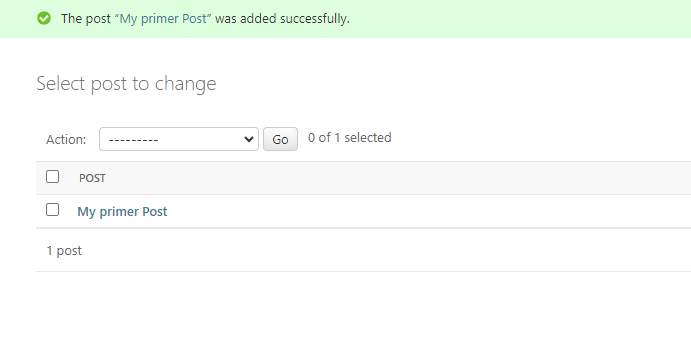 The post “My primer Post” was added successfully.
Select post to change
Action: --------- Go 0 of 1 selected
POST
My primer Post
1 post